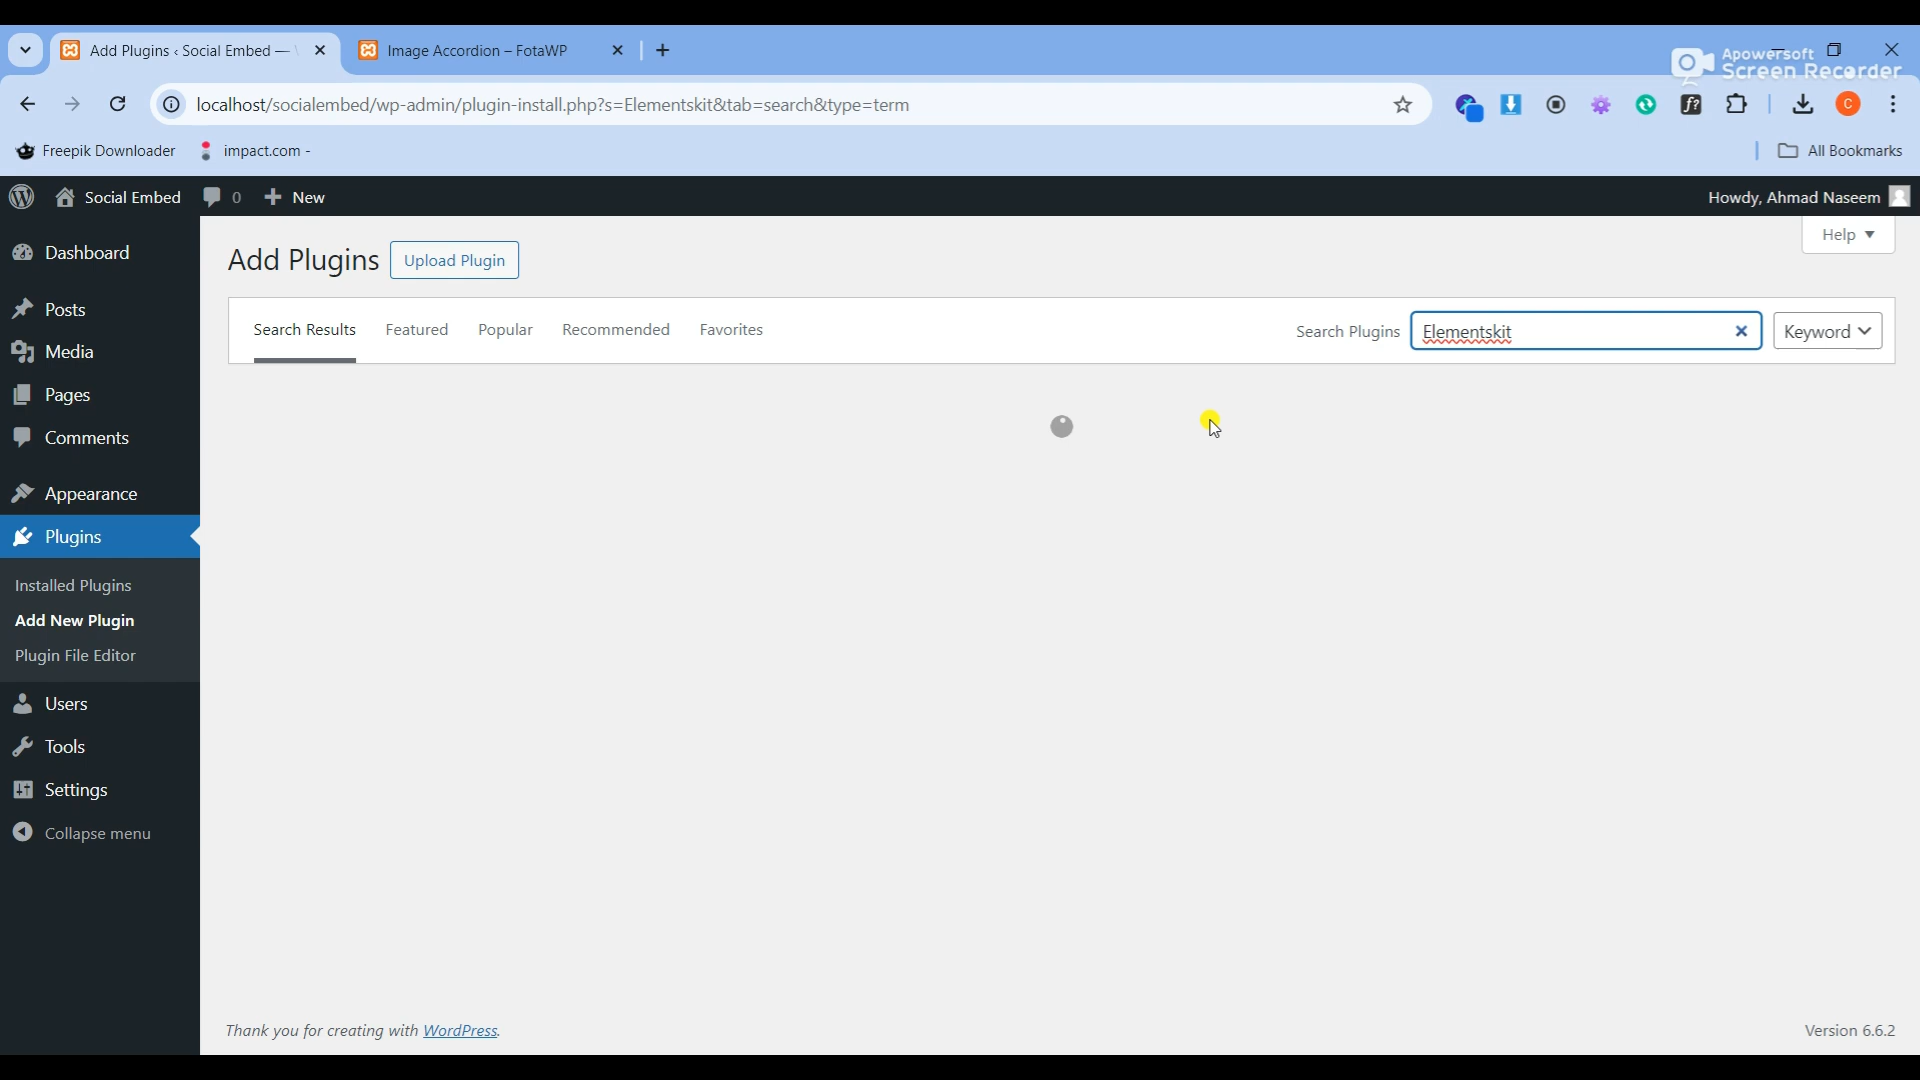 Add Plugins ‹ Social Embed —
Image Accordion – FotaWP
Apowersoft
Screen Recorder
localhost/socialembed/wp-admin/plugin-install.php?s=Elementskit&tab=search&type=term
f?
C
Freepik Downloader
impact.com -
All Bookmarks
Social Embed
0
New
Howdy, Ahmad Naseem
Help
Dashboard
Posts
Media
Pages
Comments
Appearance
Plugins
Installed Plugins
Add New Plugin
Plugin File Editor
Users
Tools
Settings
Collapse menu
Add Plugins
Upload Plugin
Search Results
Featured
Popular
Recommended
Favorites
Search Plugins
Elementskit
Keyword
Thank you for creating with WordPress.
Version 6.6.2